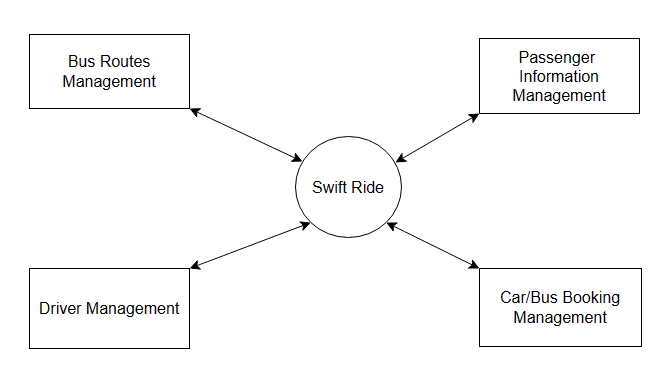 Bus Routes
Management
Passenger
Information
Management
Swift Ride
Driver Management
Car/Bus Booking
Management